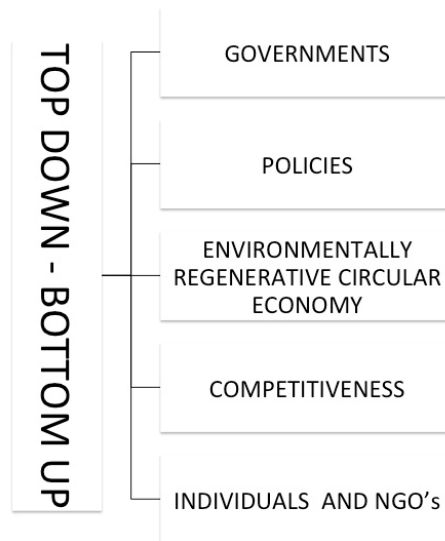 TOP DOWN - BOTTOM UP
GOVERNMENTS
POLICIES
ENVIRONMENTALLY
REGENERATIVE CIRCULAR
ECONOMY
COMPETITIVENESS
INDIVIDUALS AND NGO’s